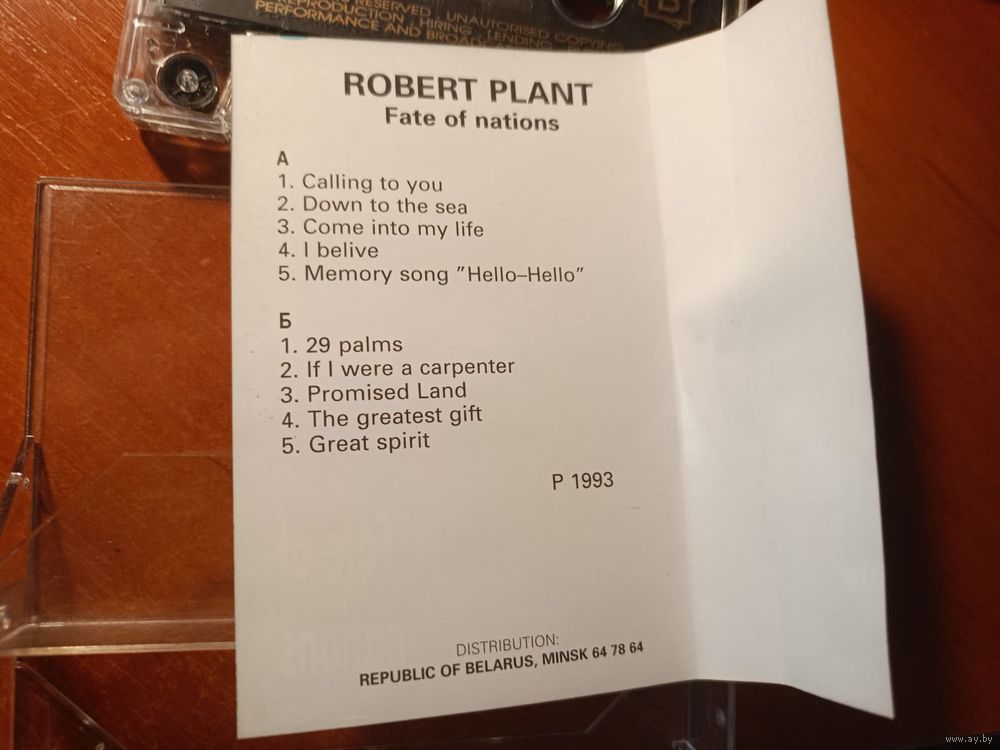 RESERVED. UNAUTORISED COPYING
REPRODUCTION. HIRING. LENDING.
PERFORMANCE AND
ROBERT PLANT
Fate of nations
А
1. Calling to you
2. Down to the sea
3. Come into my life
4. I belive
5. Memory song "Hello–Hello"
Б
1. 29 palms
2. If I were a carpenter
3. Promised Land
4. The greatest gift
5. Great spirit
P 1993
DISTRIBUTION:
REPUBLIC OF BELARUS, MINSK 64 78 64
www.ay.by